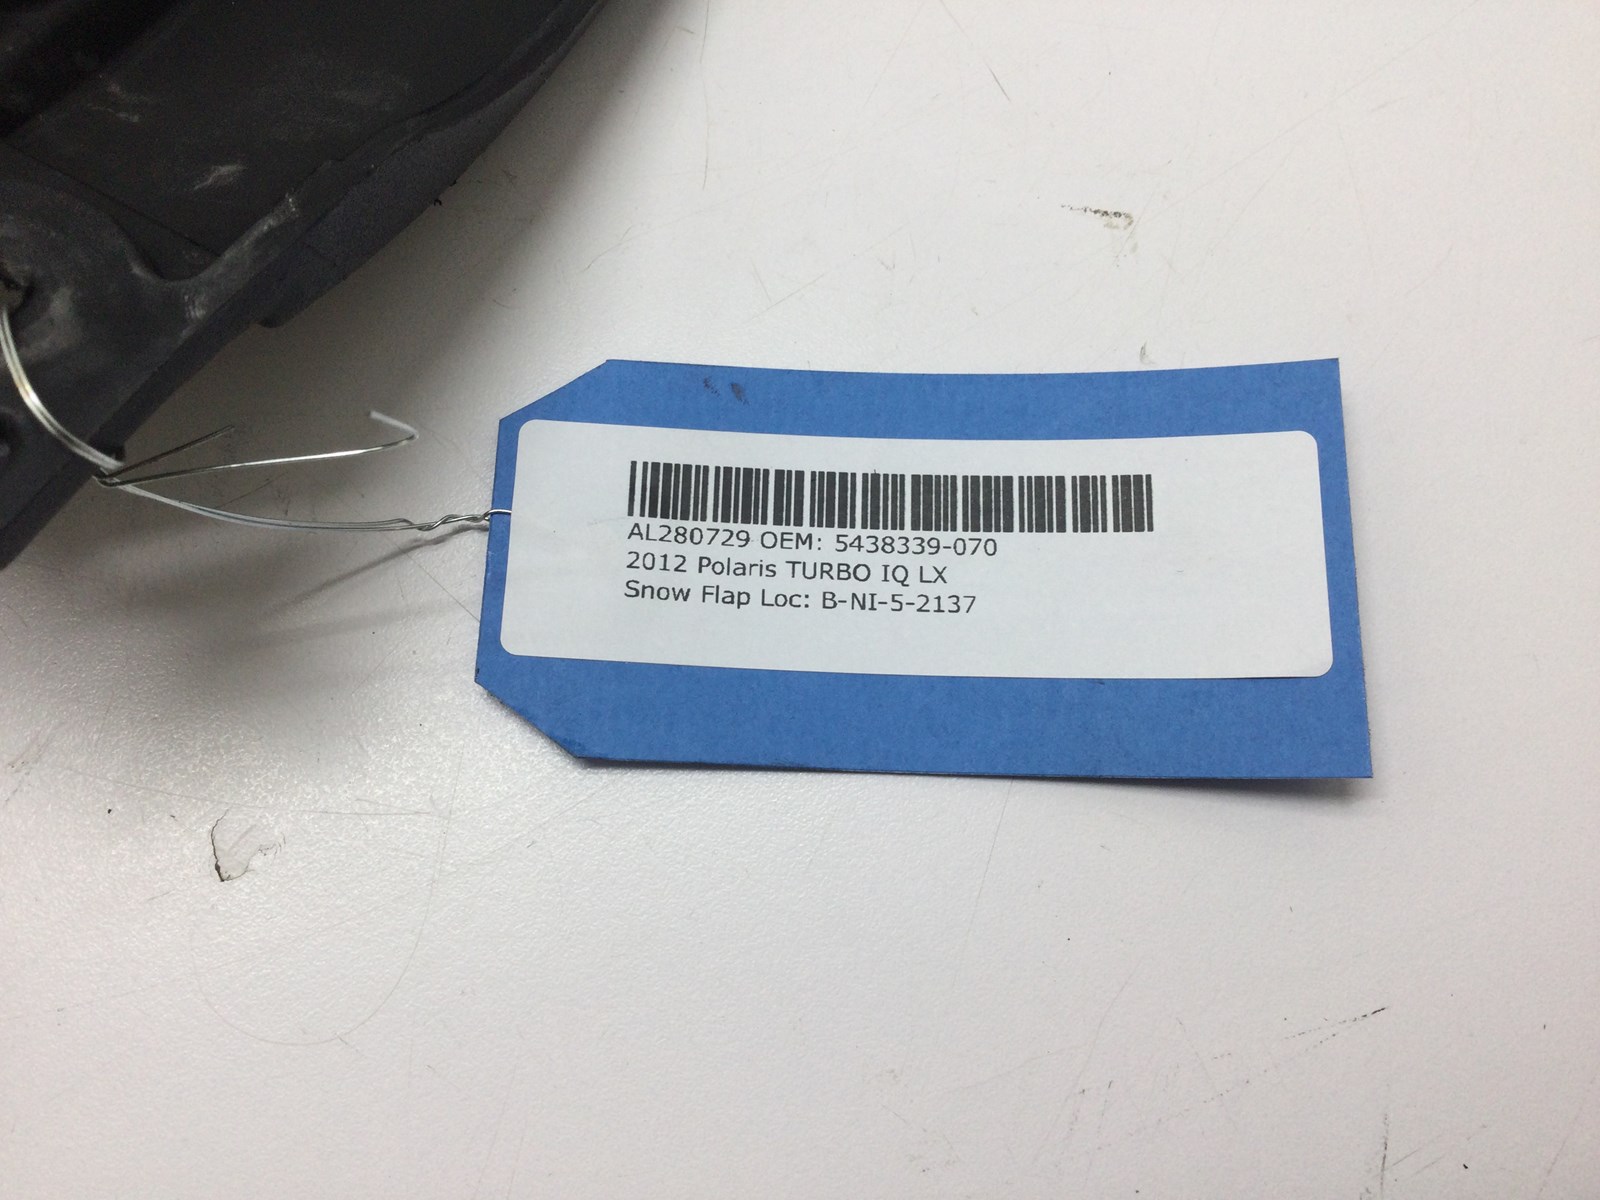 AL280729 OEM: 5438339-070
2012 Polaris TURBO IQ LX
Snow Flap Loc: B-NI-5-2137